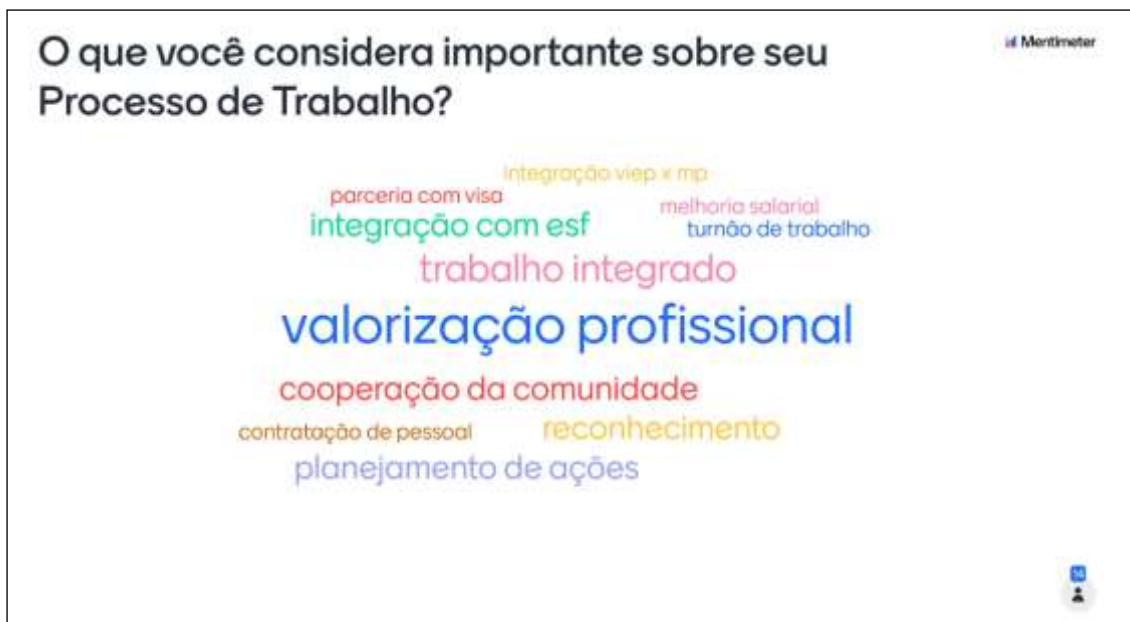 O que você considera importante sobre seu
Processo de Trabalho?
Mentimeter
integração viep x mp
parceria com visa
melhoria salarial
integração com esf
turnão de trabalho
trabalho integrado
valorização profissional
cooperação da comunidade
contratação de pessoal
reconhecimento
planejamento de ações
14